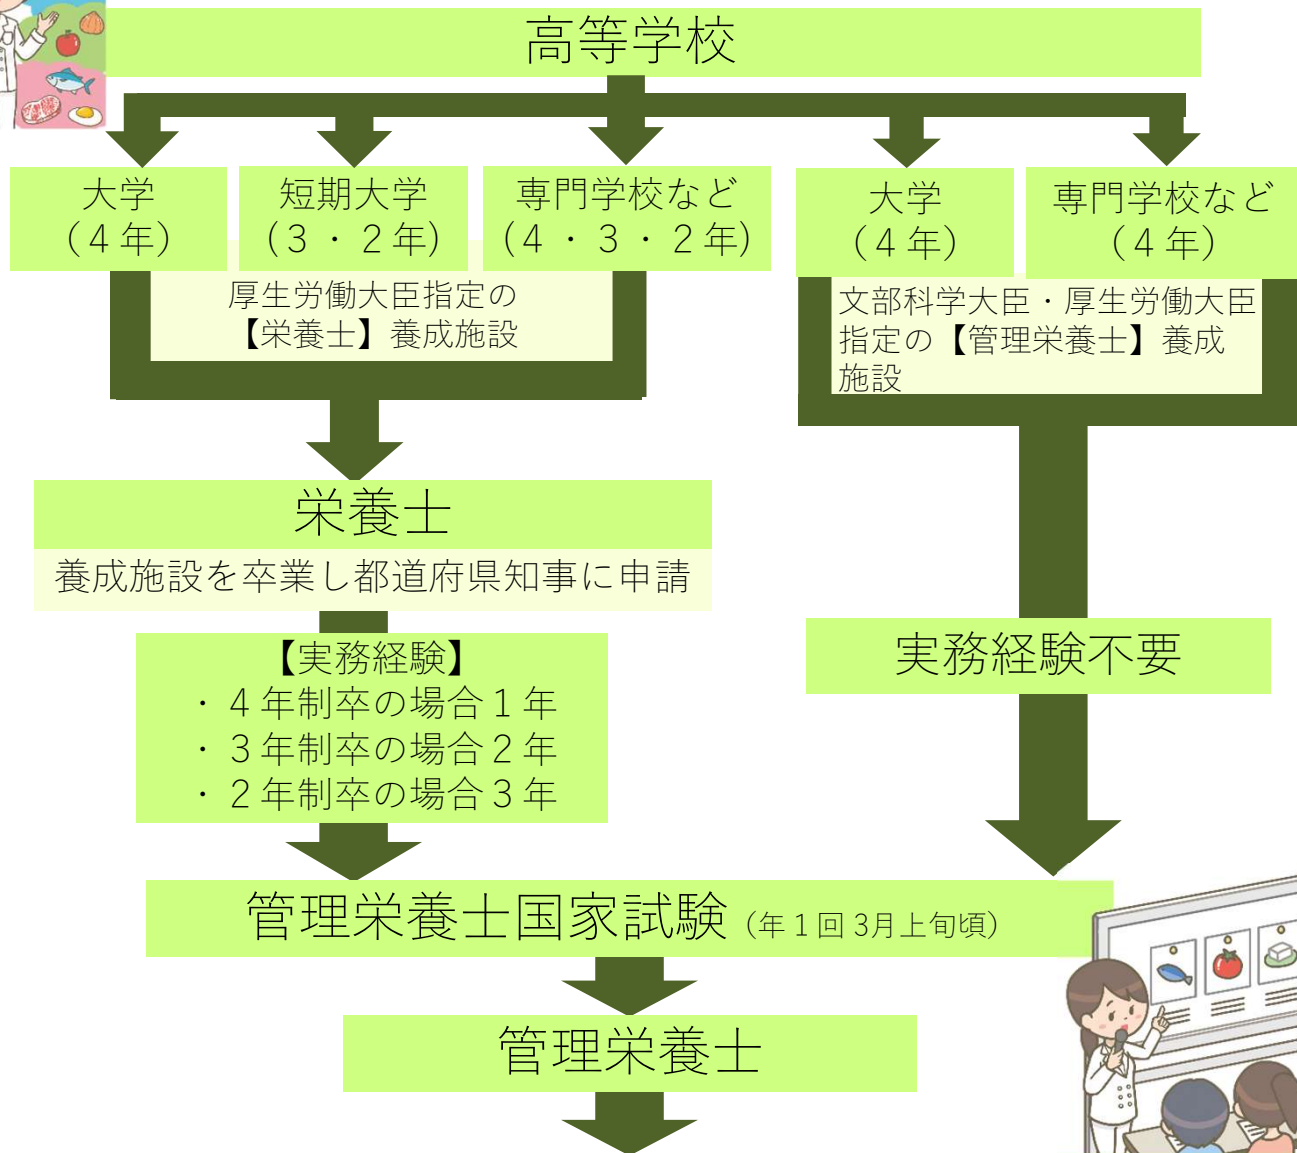 高等学校
大学
（４年）
短期大学
（３・２年）
専門学校など
（４・３・２年）
大学
（４年）
専門学校など
（４年）
厚生労働大臣指定の
【栄養士】養成施設
文部科学大臣・厚生労働大臣
指定の【管理栄養士】養成
施設
栄養士
養成施設を卒業し都道府県知事に申請
【実務経験】
・４年制卒の場合１年
・３年制卒の場合２年
・２年制卒の場合３年
実務経験不要
管理栄養士国家試験（年１回 3月上旬頃）
管理栄養士